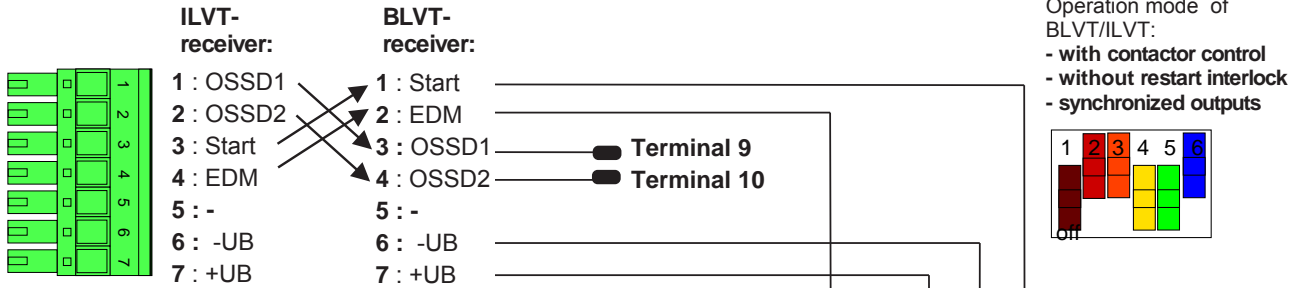 ILVT-
receiver:
1 : OSSD1
2 : OSSD2
3 : Start
4 : EDM
5 : -
6 : -UB
7 : +UB
BLVT-
receiver:
1 : Start
2 : EDM
3 : OSSD1
4 : OSSD2
5 : -
6 : -UB
7 : +UB
Terminal 9
Terminal 10
Operation mode of
BLVT/ILVT:
- with contactor control
- without restart interlock
- synchronized outputs
1 2 3 4 5 6
off
1
2
3
4
5
6
7